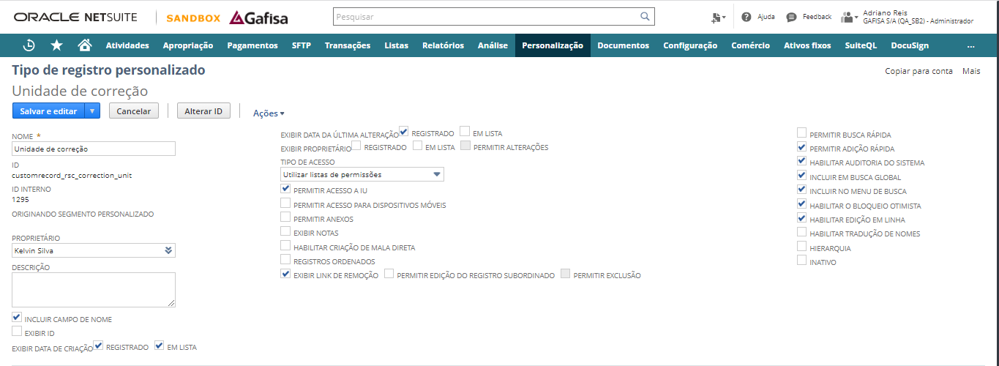 ORACLE NETSUITE SANDBOX Gafisa Pesquisar Ajuda Feedback Adriano Reis
GAFISA S/A (QA_SB2) - Administrador
Atividades Apropriação Pagamentos SFTP Transações Listas Relatórios Análise Personalização Documentos Configuração Comércio Ativos fixos SuiteQL DocuSign ...
Tipo de registro personalizado Copiar para conta Mais
Unidade de correção
Salvar e editar Cancelar Alterar ID Ações
NOME *
Unidade de correção
ID
customrecord_rsc_correction_unit
ID INTERNO
1295
ORIGINANDO SEGMENTO PERSONALIZADO
PROPRIETÁRIO
Kelvin Silva
DESCRIÇÃO
INCLUIR CAMPO DE NOME
EXIBIR ID
EXIBIR DATA DE CRIAÇÃO REGISTRADO EM LISTA
EXIBIR DATA DA ÚLTIMA ALTERAÇÃO REGISTRADO EM LISTA
EXIBIR PROPRIETÁRIO REGISTRADO EM LISTA PERMITIR ALTERAÇÕES
TIPO DE ACESSO
Utilizar listas de permissões
PERMITIR ACESSO A IU
PERMITIR ACESSO PARA DISPOSITIVOS MÓVEIS
PERMITIR ANEXOS
EXIBIR NOTAS
HABILITAR CRIAÇÃO DE MALA DIRETA
REGISTROS ORDENADOS
EXIBIR LINK DE REMOÇÃO PERMITIR EDIÇÃO DO REGISTRO SUBORDINADO PERMITIR EXCLUSÃO
PERMITIR BUSCA RÁPIDA
PERMITIR ADIÇÃO RÁPIDA
HABILITAR AUDITORIA DO SISTEMA
INCLUIR EM BUSCA GLOBAL
INCLUIR NO MENU DE BUSCA
HABILITAR O BLOQUEIO OTIMISTA
HABILITAR EDIÇÃO EM LINHA
HABILITAR TRADUÇÃO DE NOMES
HIERARQUIA
INATIVO